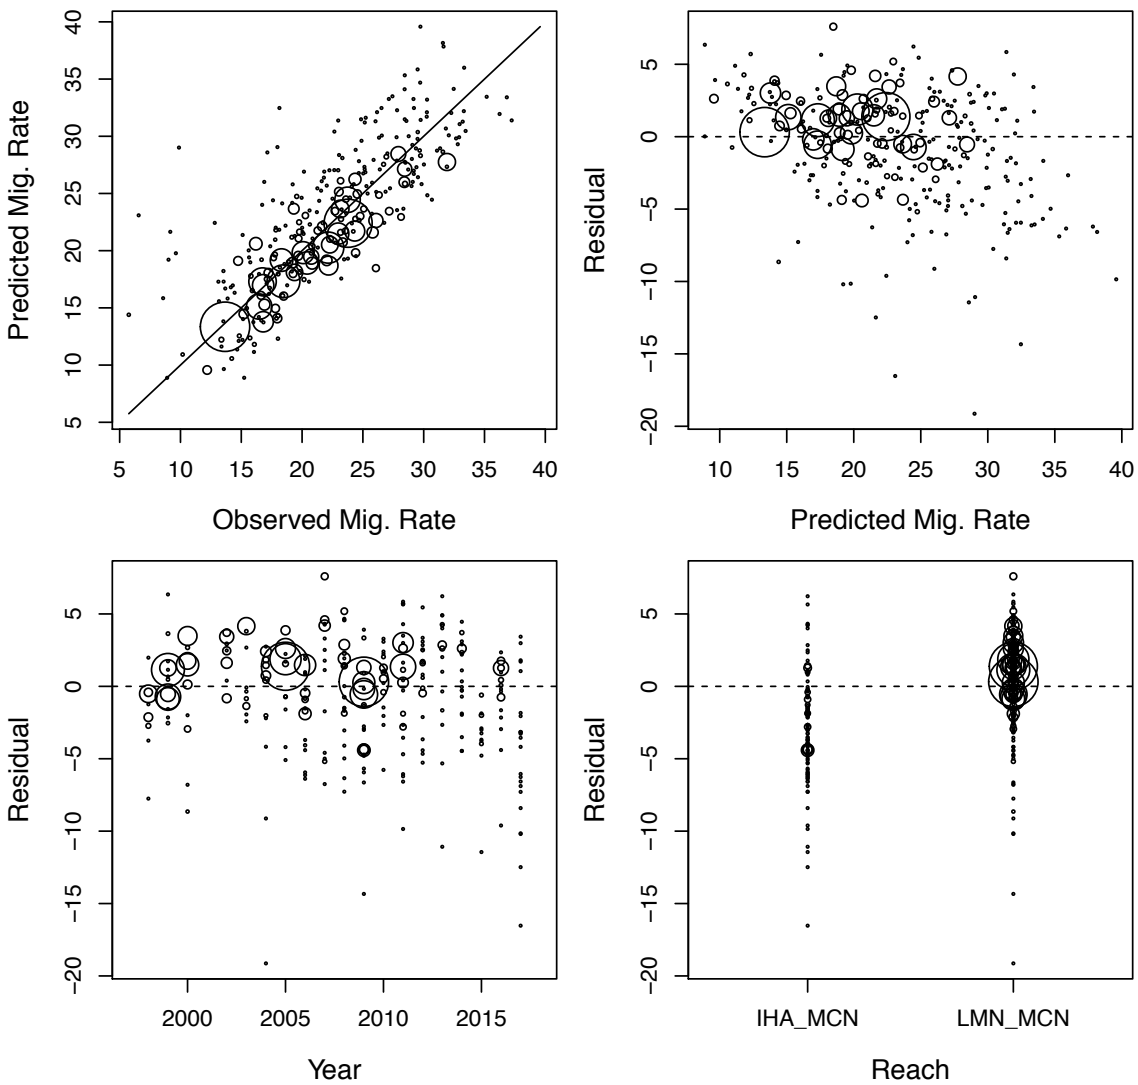 40
35
30
25
20
15
10
5
Predicted Mig. Rate
5 10 15 20 25 30 35 40
Observed Mig. Rate
5
0
−5
−10
−15
−20
Residual
10 15 20 25 30 35 40
Predicted Mig. Rate
5
0
−5
−10
−15
−20
Residual
2000 2005 2010 2015
Year
5
0
−5
−10
−15
−20
Residual
IHA_MCN LMN_MCN
Reach